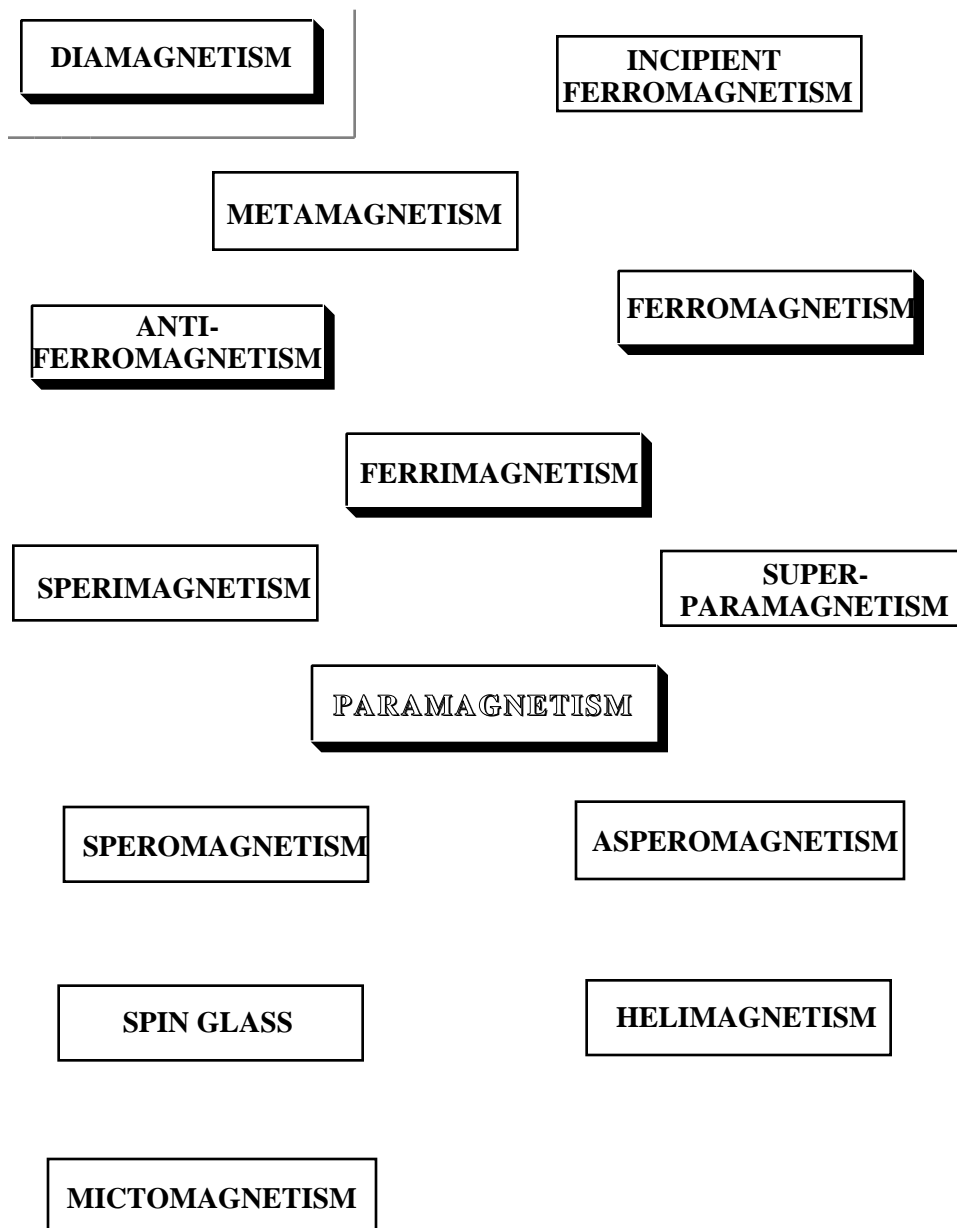 DIAMAGNETISM
INCIPIENT
FERROMAGNETISM
METAMAGNETISM
FERROMAGNETISM
ANTI-
FERROMAGNETISM
FERRIMAGNETISM
SPERIMAGNETISM
SUPER-
PARAMAGNETISM
PARAMAGNETISM
SPEROMAGNETISM
ASPEROMAGNETISM
SPIN GLASS
HELIMAGNETISM
MICTOMAGNETISM